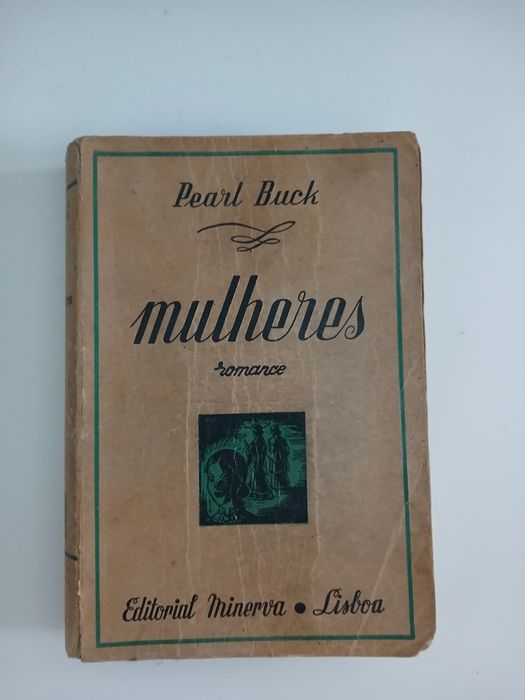 Pearl Buck
mulheres
romance
Editorial Minerva • Lisboa